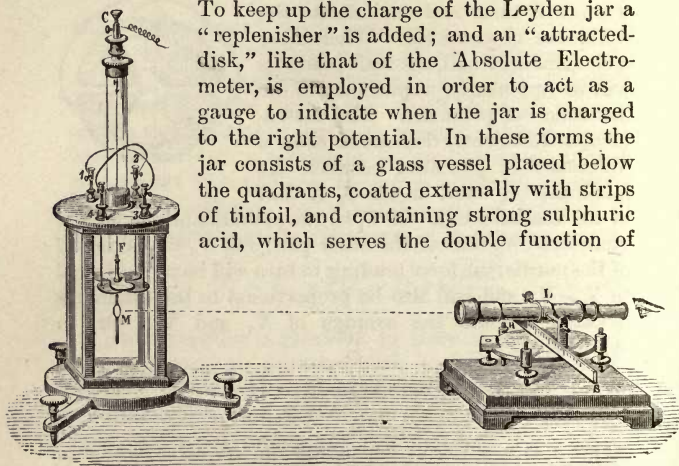 To keep up the charge of the Leyden jar a
“replenisher” is added; and an “attracted-
disk,” like that of the Absolute Electro-
meter, is employed in order to act as a
gauge to indicate when the jar is charged
to the right potential. In these forms the
jar consists of a glass vessel placed below
the quadrants, coated externally with strips
of tinfoil, and containing strong sulphuric
acid, which serves the double function of
C
1
2
4
3
F
M
L
H
S